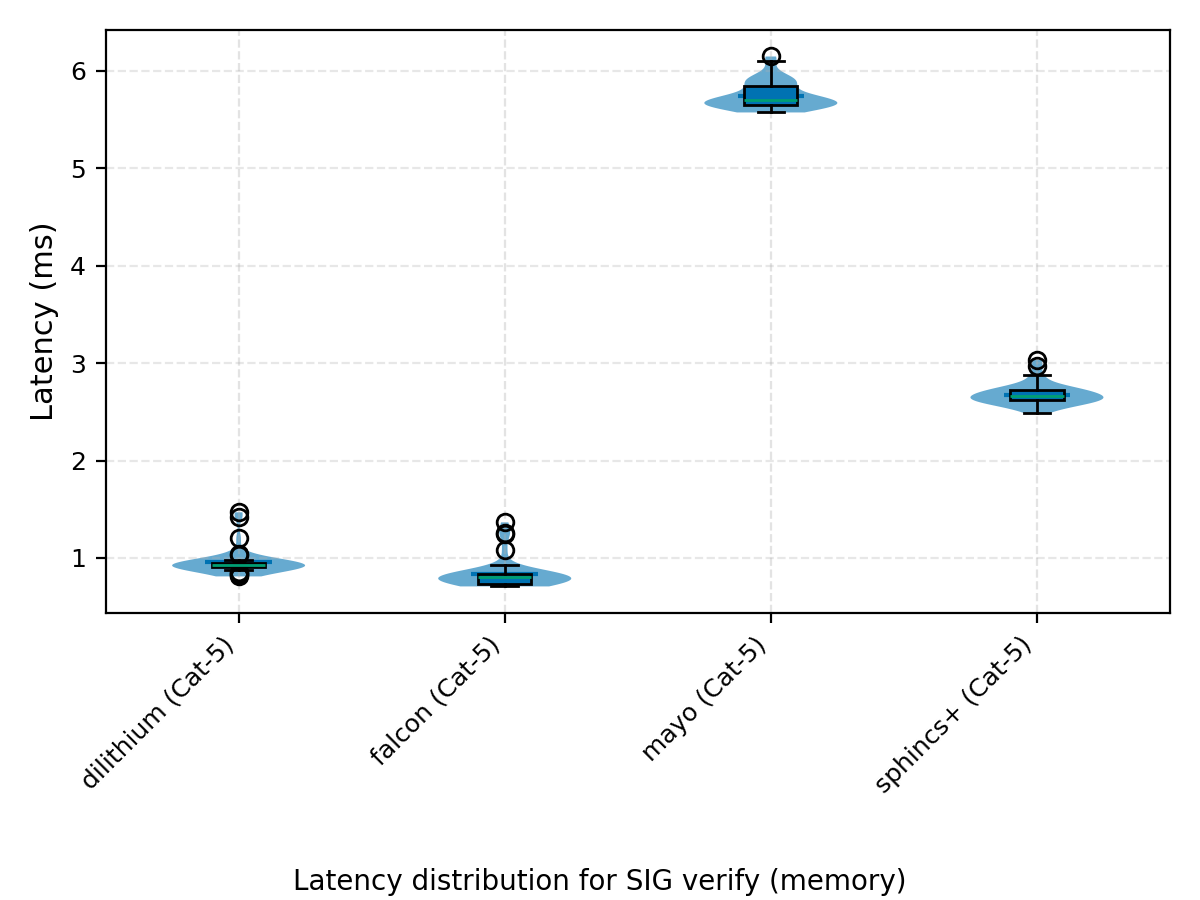 Latency (ms)
6
5
4
3
2
1
dilithium (Cat-5)
falcon (Cat-5)
mayo (Cat-5)
sphincs+ (Cat-5)
Latency distribution for SIG verify (memory)